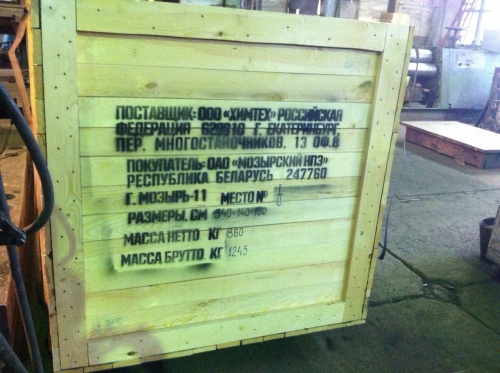 ПОСТАВЩИК: ООО «ХИМТЕХ» РОССИЙСКАЯ
ФЕДЕРАЦИЯ 620010 Г. ЕКАТЕРИНБУРГ,
ПЕР. МНОГОСТАНОЧНИКОВ, 13 ОФ.8
ПОКУПАТЕЛЬ: ОАО «МОЗЫРСКИЙ НПЗ»
РЕСПУБЛИКА БЕЛАРУСЬ 247760
Г. МОЗЫРЬ-11 МЕСТО №
РАЗМЕРЫ, СМ
МАССА НЕТТО КГ 860
МАССА БРУТТО КГ 1245